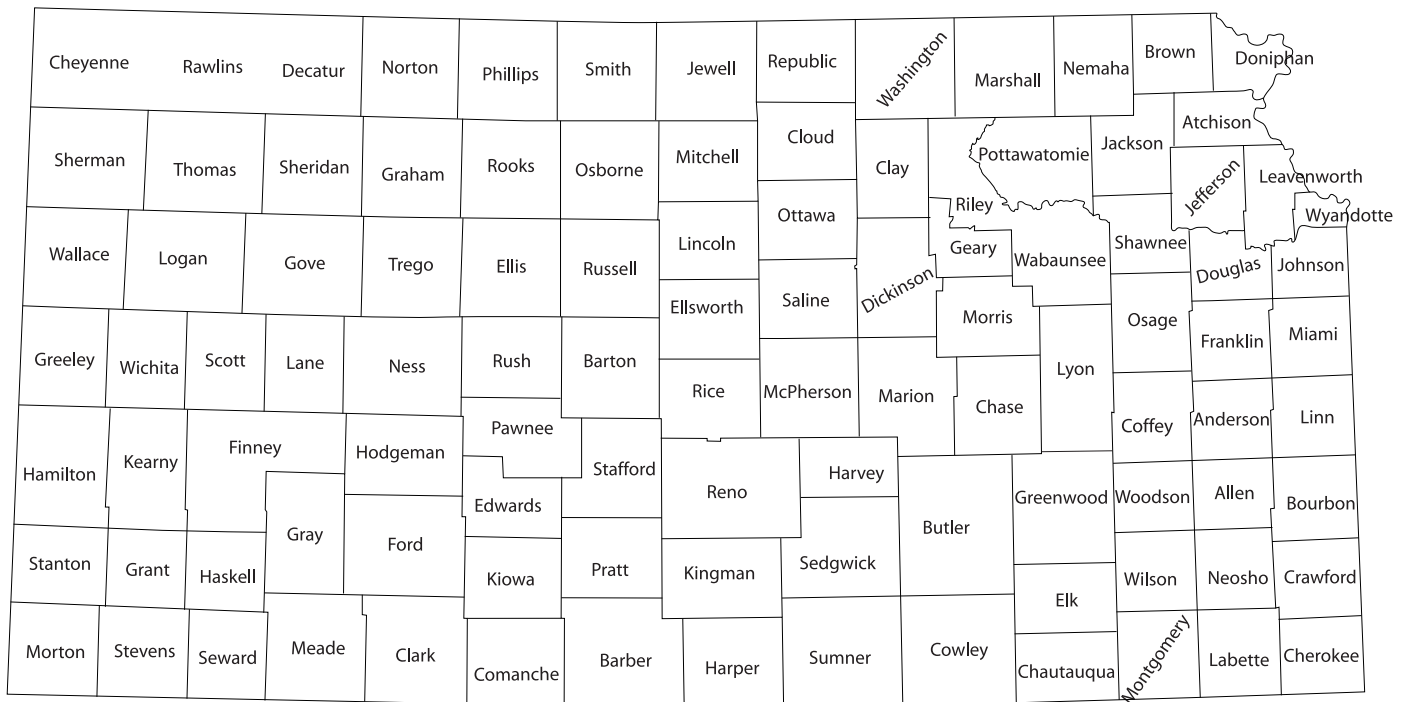 Cheyenne
Rawlins
Decatur
Norton
Phillips
Smith
Jewell
Republic
Washington
Marshall
Nemaha
Brown
Doniphan
Sherman
Thomas
Sheridan
Graham
Rooks
Osborne
Mitchell
Cloud
Clay
Riley
Pottawatomie
Jackson
Atchison
Jefferson
Leavenworth
Wyandotte
Wallace
Logan
Gove
Trego
Ellis
Russell
Lincoln
Ottawa
Ellsworth
Saline
Dickinson
Geary
Morris
Wabaunsee
Shawnee
Douglas
Johnson
Greeley
Wichita
Scott
Lane
Ness
Rush
Barton
Rice
McPherson
Marion
Chase
Lyon
Osage
Franklin
Miami
Hamilton
Kearny
Finney
Hodgeman
Pawnee
Stafford
Edwards
Reno
Harvey
Butler
Greenwood
Coffey
Anderson
Linn
Woodson
Allen
Bourbon
Stanton
Grant
Haskell
Gray
Ford
Kiowa
Pratt
Kingman
Sedgwick
Elk
Wilson
Neosho
Crawford
Morton
Stevens
Seward
Meade
Clark
Comanche
Barber
Harper
Sumner
Cowley
Chautauqua
Montgomery
Labette
Cherokee